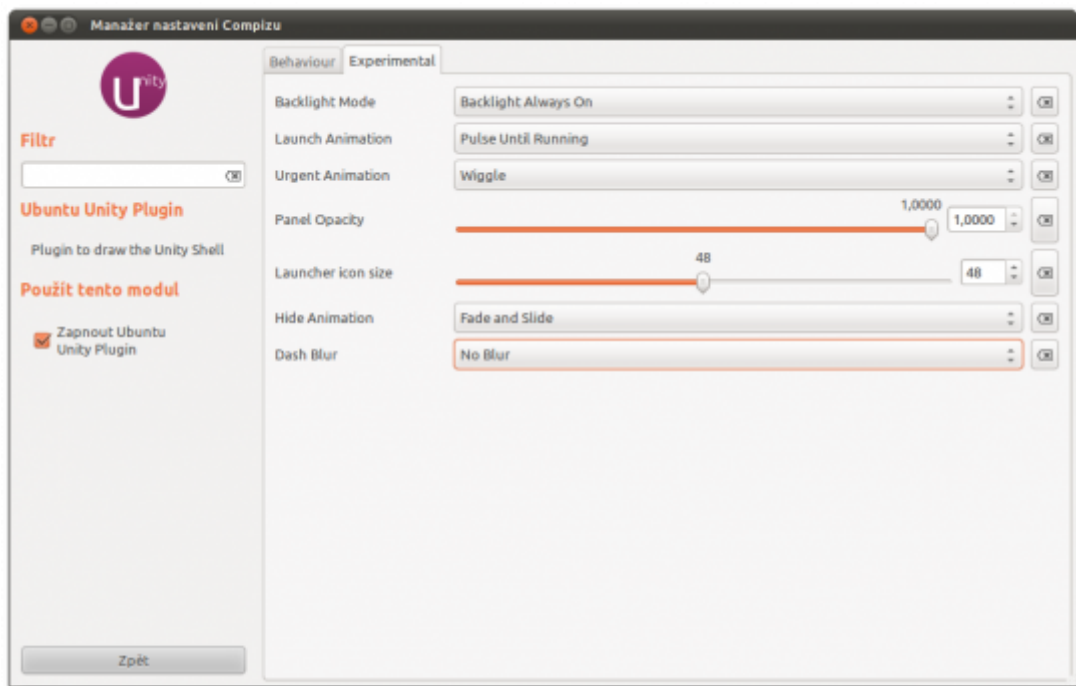 Manažer nastavení Compizu
Unity
Filtr
Ubuntu Unity Plugin
Plugin to draw the Unity Shell
Použít tento modul
Zapnout Ubuntu
Unity Plugin
Zpět
Behaviour Experimental
Backlight Mode Backlight Always On
Launch Animation Pulse Until Running
Urgent Animation Wiggle
1,0000
Panel Opacity 1,0000
48
Launcher icon size 48
Hide Animation Fade and Slide
Dash Blur No Blur